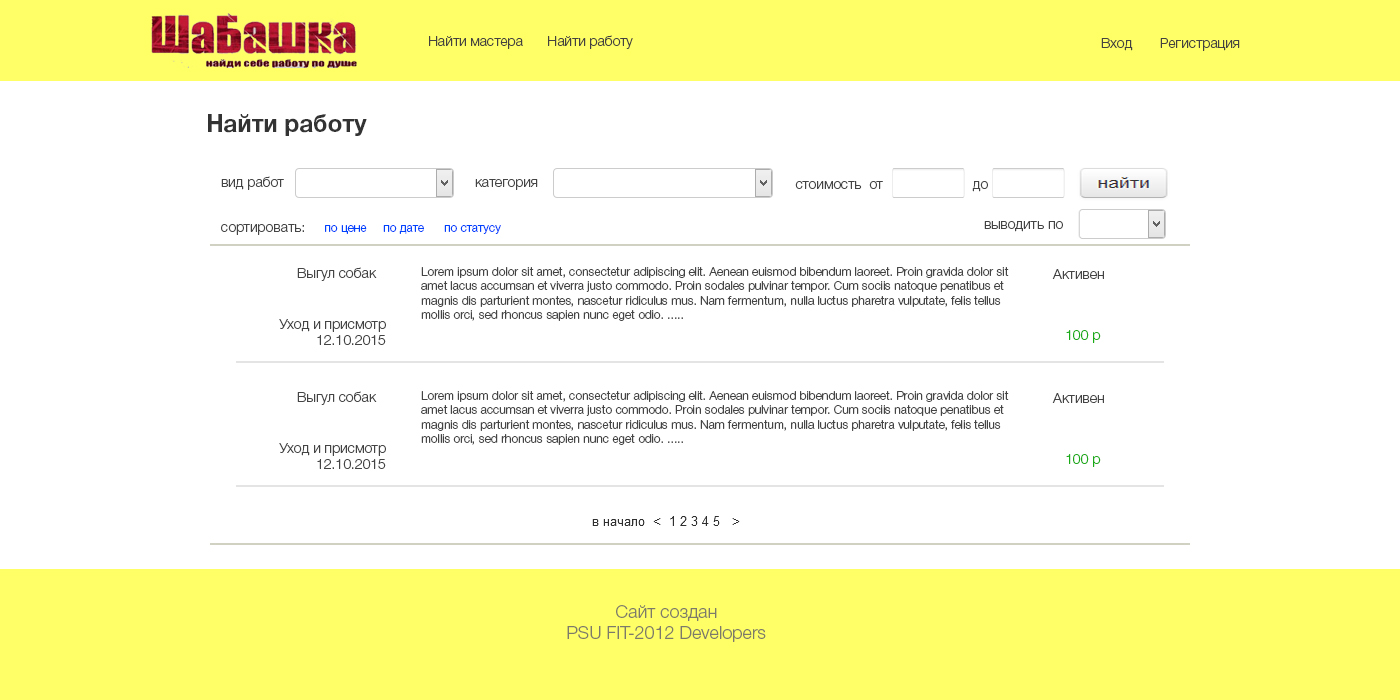 ШаБашка
найди себе работу по душе
Найти мастера Найти работу
Вход Регистрация
Найти работу
вид работ категория стоимость от до найти
сортировать: по цене по дате по статусу выводить по
Выгул собак
Уход и присмотр
12.10.2015
Lorem ipsum dolor sit amet, consectetur adipiscing elit. Aenean euismod bibendum laoreet. Proin gravida dolor sit
amet lacus accumsan et viverra justo commodo. Proin sodales pulvinar tempor. Cum sociis natoque penatibus et
magnis dis parturient montes, nascetur ridiculus mus. Nam fermentum, nulla luctus pharetra vulputate, felis tellus
mollis orci, sed rhoncus sapien nunc eget odio. .....
Активен
100 р
Выгул собак
Уход и присмотр
12.10.2015
Lorem ipsum dolor sit amet, consectetur adipiscing elit. Aenean euismod bibendum laoreet. Proin gravida dolor sit
amet lacus accumsan et viverra justo commodo. Proin sodales pulvinar tempor. Cum sociis natoque penatibus et
magnis dis parturient montes, nascetur ridiculus mus. Nam fermentum, nulla luctus pharetra vulputate, felis tellus
mollis orci, sed rhoncus sapien nunc eget odio. .....
Активен
100 р
в начало < 1 2 3 4 5 >
Сайт создан
PSU FIT-2012 Developers